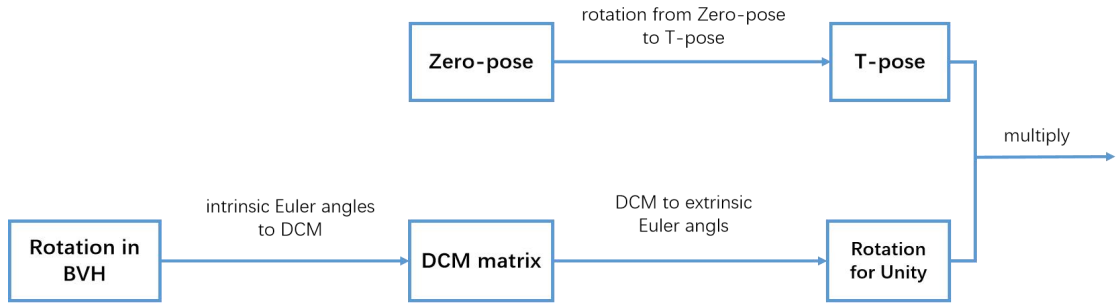 rotation from Zero-pose
to T-pose
Zero-pose
T-pose
multiply
intrinsic Euler angles
to DCM
DCM to extrinsic
Euler angls
Rotation in
BVH
DCM matrix
Rotation
for Unity